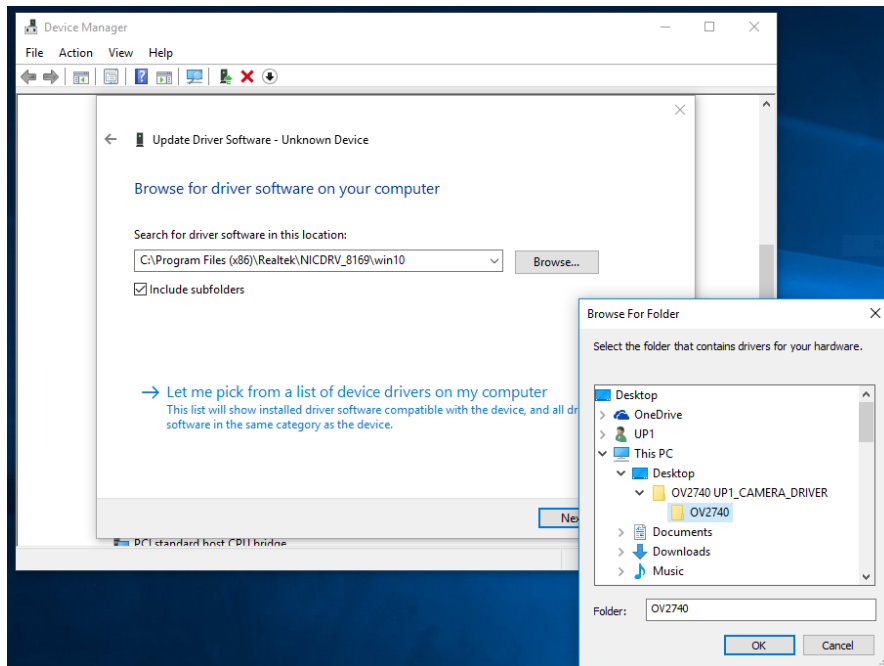 Device Manager
File Action View Help
Update Driver Software - Unknown Device
Browse for driver software on your computer
Search for driver software in this location:
C:\Program Files (x86)\Realtek\NICDRV_8169\win10
Browse...
Include subfolders
Let me pick from a list of device drivers on my computer
This list will show installed driver software compatible with the device, and all
software in the same category as the device.
PCI standard host CPU bridge
Browse For Folder
Select the folder that contains drivers for your hardware.
Desktop
OneDrive
UP1
This PC
Desktop
OV2740 UP1_CAMERA_DRIVER
OV2740
Documents
Downloads
Music
Folder: OV2740
OK Cancel